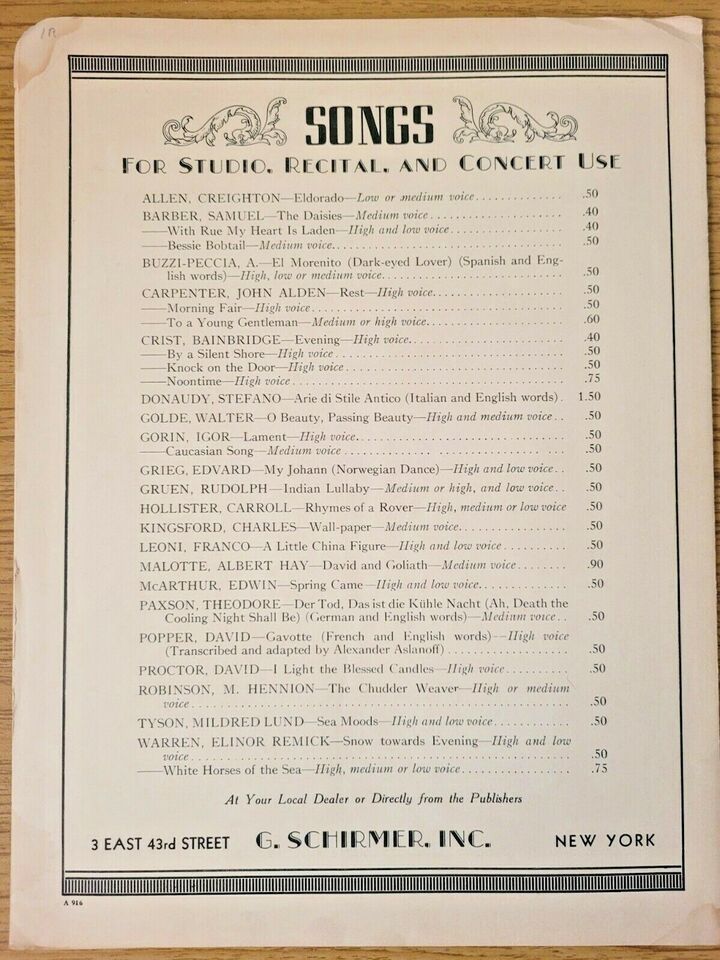 1R
SONGS
FOR STUDIO, RECITAL, AND CONCERT USE
ALLEN, CREIGHTON—Eldorado—Low or medium voice . . . . . . . . . . . . . . .50
BARBER, SAMUEL—The Daisies—Medium voice . . . . . . . . . . . . . . . . . . . .40
——With Rue My Heart Is Laden—High and low voice . . . . . . . . . . . . . . . .40
——Bessie Bobtail—Medium voice. . . . . . . . . . . . . . . . . . . . . . . . . . . .50
BUZZI-PECCIA, A.—El Morenito (Dark-eyed Lover) (Spanish and Eng-
lish words)—High, low or medium voice. . . . . . . . . . . . . . . . . . . . . . .50
CARPENTER, JOHN ALDEN—Rest—High voice. . . . . . . . . . . . . . . . . . .50
——Morning Fair—High voice . . . . . . . . . . . . . . . . . . . . . . . . . . . . . .50
——To a Young Gentleman—Medium or high voice. . . . . . . . . . . . . . . . . .60
CRIST, BAINBRIDGE—Evening—High voice. . . . . . . . . . . . . . . . . . . . . .40
——By a Silent Shore—High voice . . . . . . . . . . . . . . . . . . . . . . . . . . .50
——Knock on the Door—High voice . . . . . . . . . . . . . . . . . . . . . . . . . .50
——Noontime—High voice . . . . . . . . . . . . . . . . . . . . . . . . . . . . . . . .75
DONAUDY, STEFANO—Arie di Stile Antico (Italian and English words) . 1.50
GOLDE, WALTER—O Beauty, Passing Beauty—High and medium voice . . .50
GORIN, IGOR—Lament—High voice. . . . . . . . . . . . . . . . . . . . . . . . . . .50
——Caucasian Song—Medium voice . . . . . . . . . . . . . . . . . . . . . . . . . .50
GRIEG, EDVARD—My Johann (Norwegian Dance)—High and low voice . . .50
GRUEN, RUDOLPH—Indian Lullaby—Medium or high, and low voice . . .50
HOLLISTER, CARROLL—Rhymes of a Rover—High, medium or low voice .50
KINGSFORD, CHARLES—Wall-paper—Medium voice. . . . . . . . . . . . . . .50
LEONI, FRANCO—A Little China Figure—High and low voice . . . . . . . . . .50
MALOTTE, ALBERT HAY—David and Goliath—Medium voice . . . . . . . . .90
McARTHUR, EDWIN—Spring Came—High and low voice. . . . . . . . . . . . .50
PAXSON, THEODORE—Der Tod, Das ist die Kühle Nacht (Ah, Death the
Cooling Night Shall Be) (German and English words)—Medium voice . . .50
POPPER, DAVID—Gavotte (French and English words)—High voice
(Transcribed and adapted by Alexander Aslanoff) . . . . . . . . . . . . . . . . .50
PROCTOR, DAVID—I Light the Blessed Candles—High voice . . . . . . . . . .50
ROBINSON, M. HENNION—The Chudder Weaver—High or medium
voice . . . . . . . . . . . . . . . . . . . . . . . . . . . . . . . . . . . . . . . . . . . .50
TYSON, MILDRED LUND—Sea Moods—High and low voice . . . . . . . . . . . .50
WARREN, ELINOR REMICK—Snow towards Evening—High and low
voice . . . . . . . . . . . . . . . . . . . . . . . . . . . . . . . . . . . . . . . . . . . .50
——White Horses of the Sea—High, medium or low voice . . . . . . . . . . . . .75
At Your Local Dealer or Directly from the Publishers
3 EAST 43rd STREET G. SCHIRMER, INC. NEW YORK
A 916